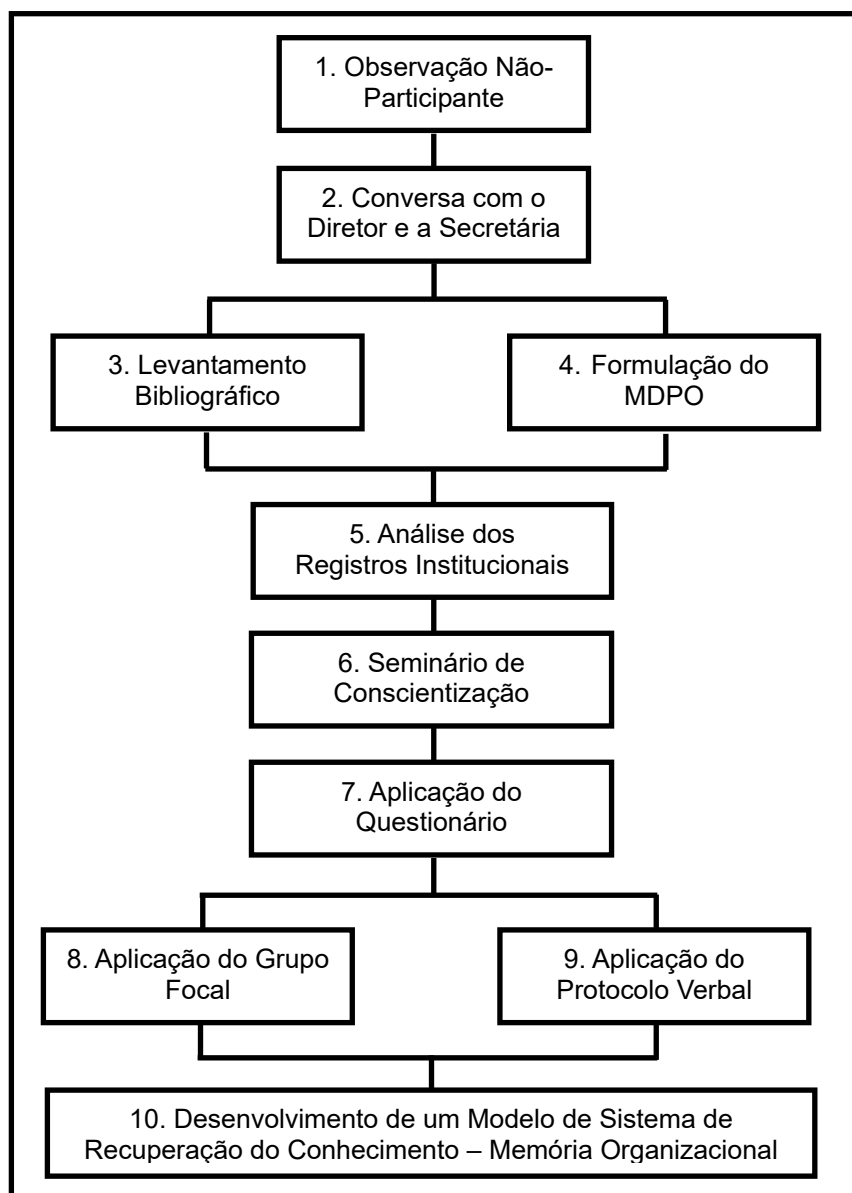 1. Observação Não-
Participante
2. Conversa com o
Diretor e a Secretária
3. Levantamento
Bibliográfico
4. Formulação do
MDPO
5. Análise dos
Registros Institucionais
6. Seminário de
Conscientização
7. Aplicação do
Questionário
8. Aplicação do Grupo
Focal
9. Aplicação do
Protocolo Verbal
10. Desenvolvimento de um Modelo de Sistema de
Recuperação do Conhecimento – Memória Organizacional